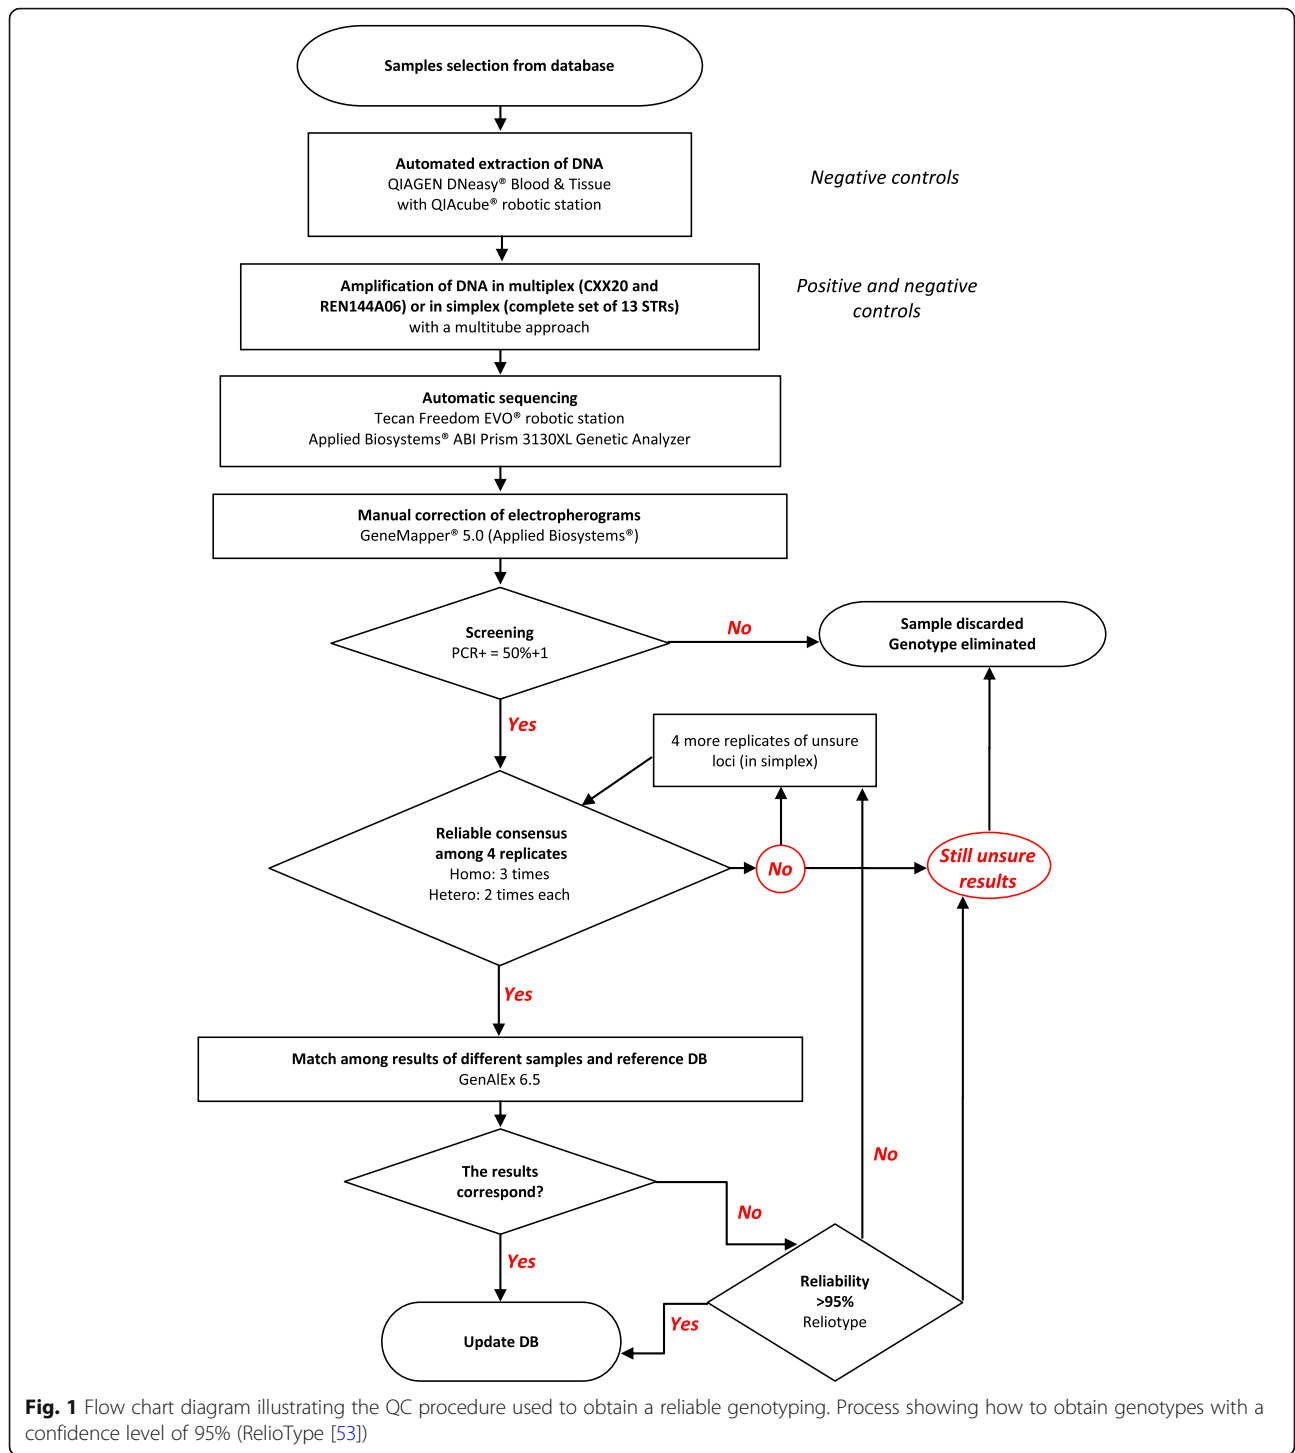 Samples selection from database
Automated extraction of DNA
QIAGEN DNeasy® Blood & Tissue
with QIAcube® robotic station
Negative controls
Amplification of DNA in multiplex (CXX20 and
REN144A06) or in simplex (complete set of 13 STRs)
with a multitube approach
Positive and negative
controls
Automatic sequencing
Tecan Freedom EVO® robotic station
Applied Biosystems® ABI Prism 3130XL Genetic Analyzer
Manual correction of electropherograms
GeneMapper® 5.0 (Applied Biosystems®)
Screening
PCR+ = 50%+1
No
Sample discarded
Genotype eliminated
Yes
4 more replicates of unsure
loci (in simplex)
Reliable consensus
among 4 replicates
Homo: 3 times
Hetero: 2 times each
No
Still unsure
results
Yes
Match among results of different samples and reference DB
GenAlEx 6.5
The results
correspond?
No
No
Yes
Reliability
>95%
Reliotype
Yes
Update DB
Fig. 1 Flow chart diagram illustrating the QC procedure used to obtain a reliable genotyping. Process showing how to obtain genotypes with a
confidence level of 95% (RelioType [53])